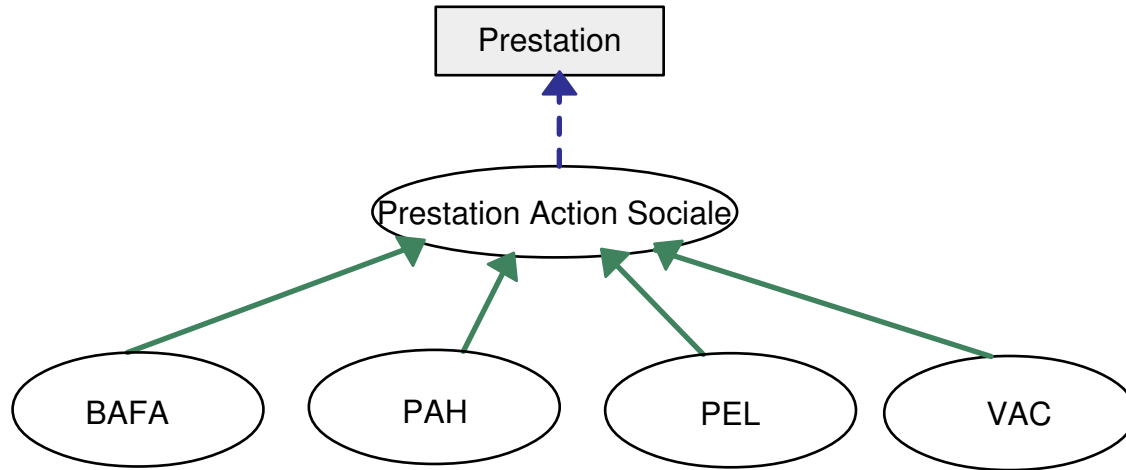 Prestation
Prestation Action Sociale
BAFA
PAH
PEL
VAC